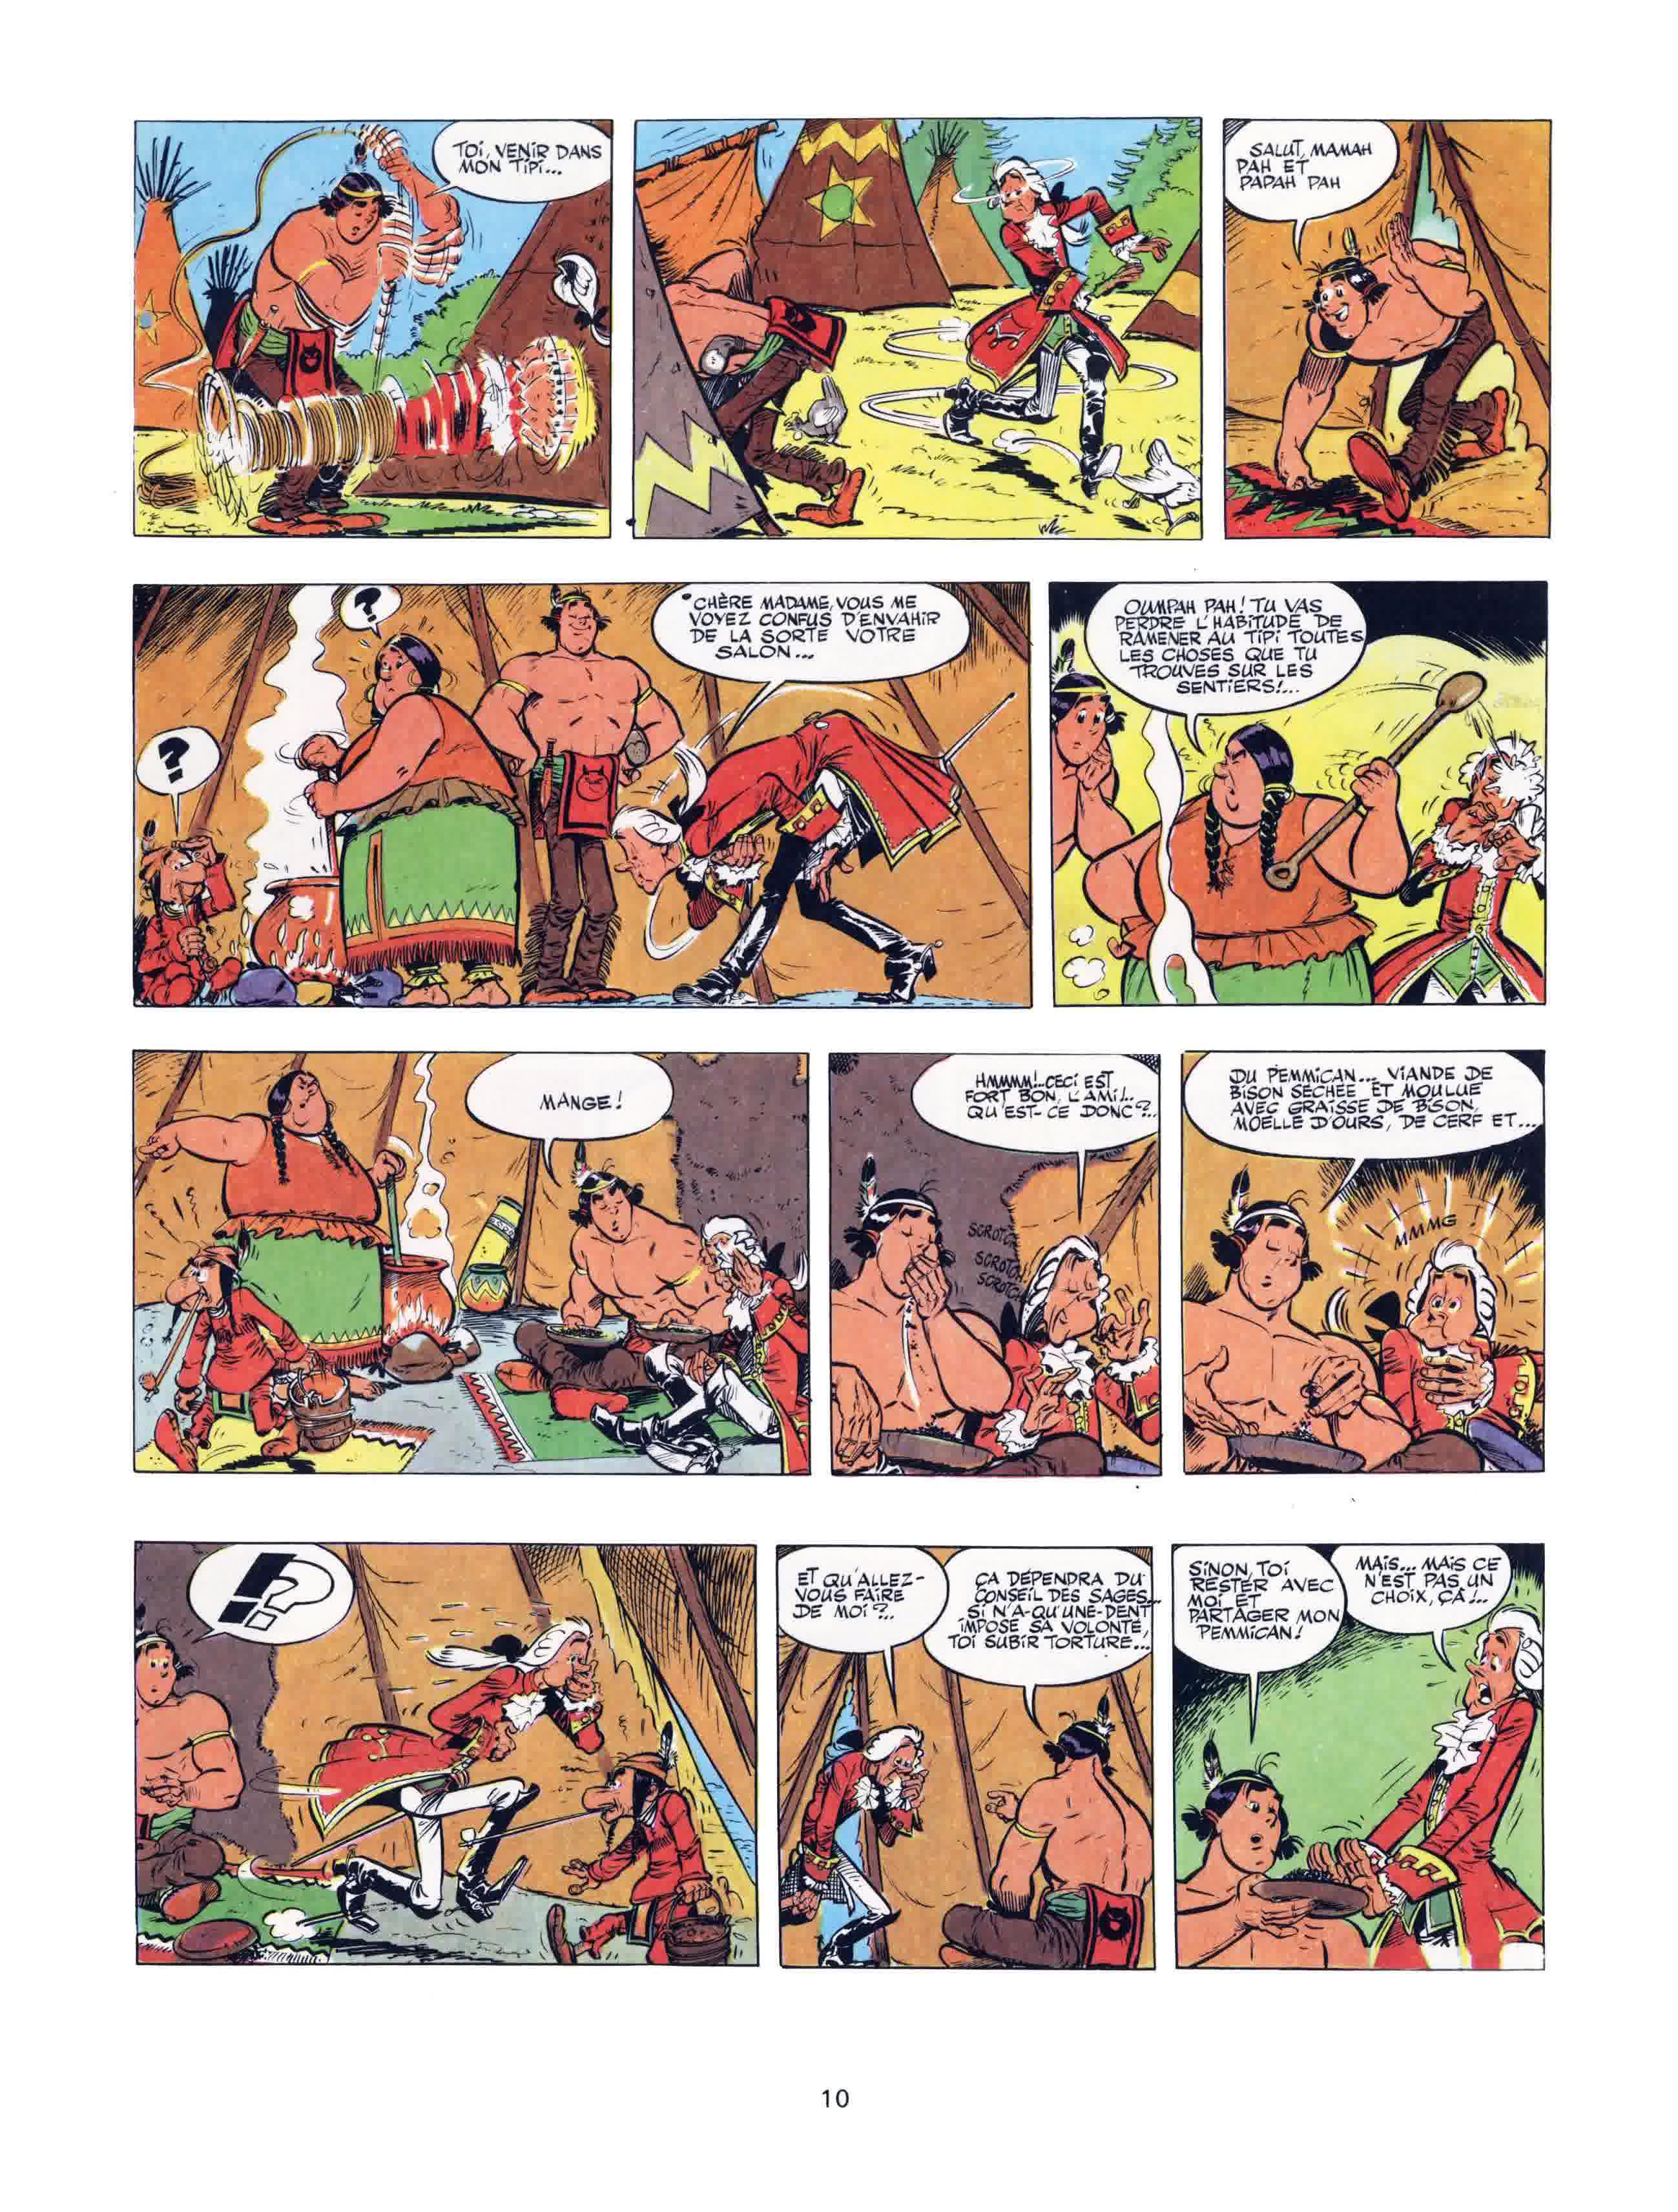 TOI, VENIR DANS
MON TIPI...
SALUT, MAMAH
PAH ET
PAPAH PAH
?
?
CHÈRE MADAME, VOUS ME
VOYEZ CONFUS D'ENVAHIR
DE LA SORTE VOTRE
SALON...
OUMPAH PAH! TU VAS
PERDRE L'HABITUDE DE
RAMENER AU TIPI TOUTES
LES CHOSES QUE TU
TROUVES SUR LES
SENTIERS!...
MANGE!
HMMMM!..CECI EST
FORT BON, L'AMI!..
QU'EST-CE DONC?..
SCROTCH
SCROTCH
SCROTCH
DU PEMMICAN... VIANDE DE
BISON SÉCHÉE ET MOULUE
AVEC GRAISSE DE BISON,
MOELLE D'OURS, DE CERF ET...
MMMG
!?
ET QU'ALLEZ-
VOUS FAIRE
DE MOI?...
ÇA DÉPENDRA DU
CONSEIL DES SAGES...
SI N'A-QU'UNE-DENT
IMPOSE SA VOLONTÉ,
TOI SUBIR TORTURE...
SINON, TOI
RESTER AVEC
MOI ET
PARTAGER MON
PEMMICAN!
MAIS... MAIS CE
N'EST PAS UN
CHOIX, ÇA!...
10